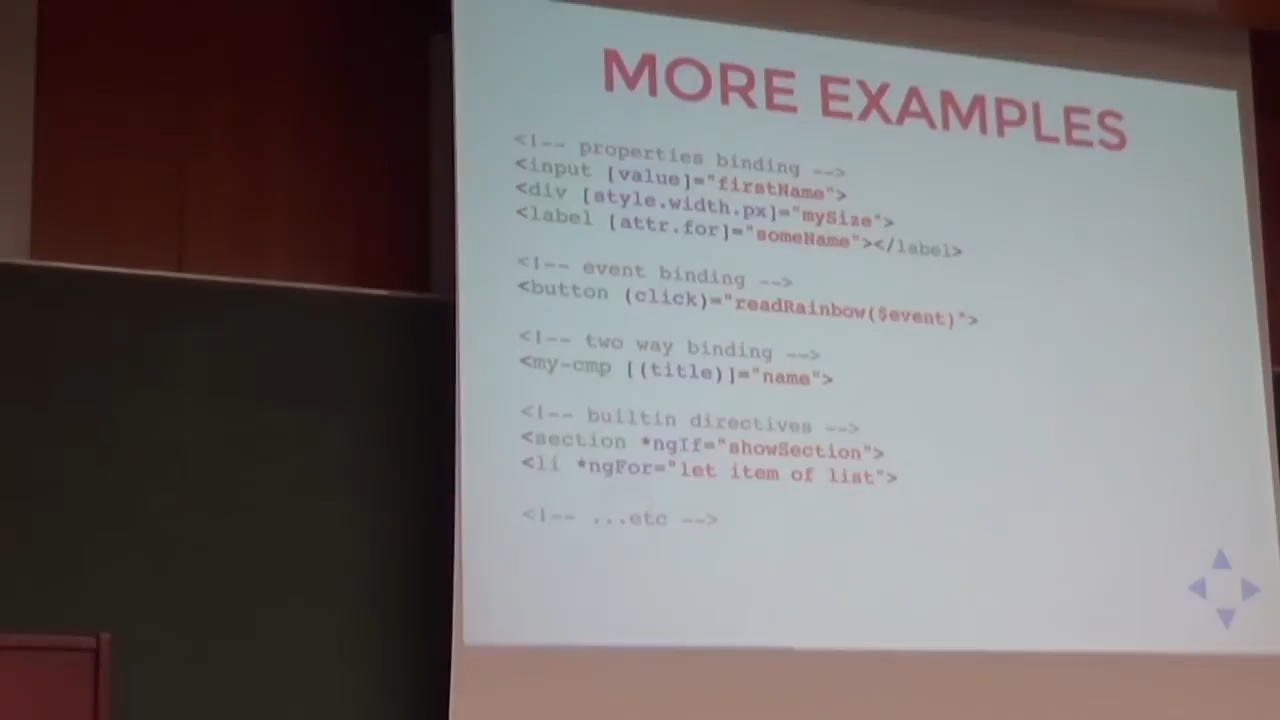 MORE EXAMPLES
<!-- properties binding -->
<input [value]="firstName">
<div [style.width.px]="mySize">
<label [attr.for]="someName"></label>
<!-- event binding -->
<button (click)="readRainbow($event)">
<!-- two way binding -->
<my-cmp [(title)]="name">
<!-- builtin directives -->
<section *ngIf="showSection">
<li *ngFor="let item of list">
<!-- ...etc -->